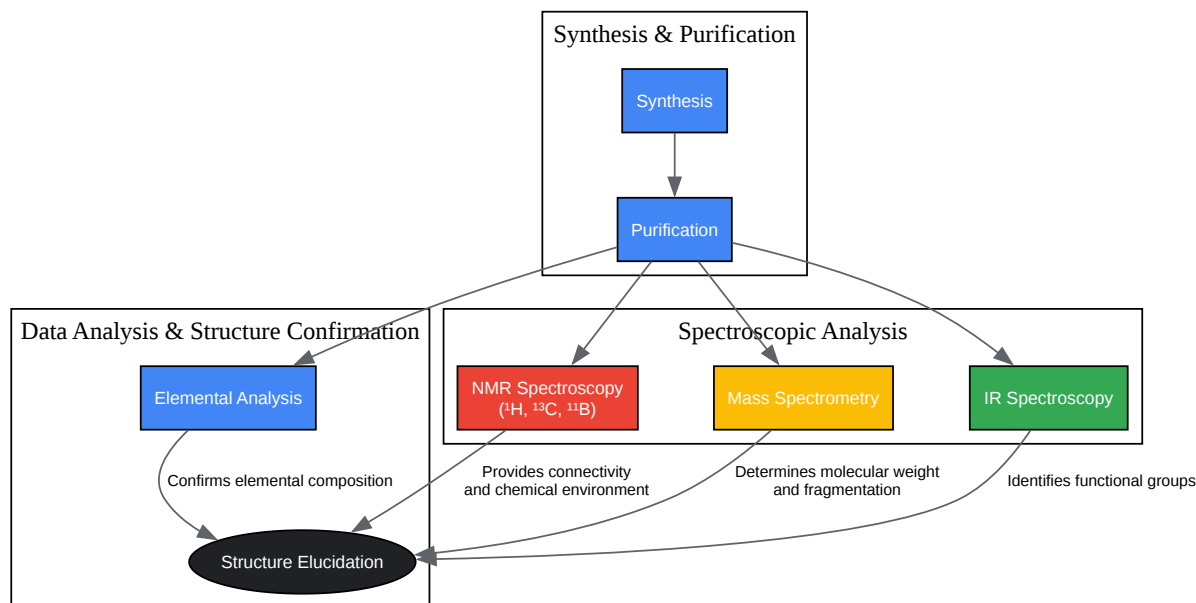 Synthesis & Purification
Synthesis
Purification
Data Analysis & Structure Confirmation
Spectroscopic Analysis
Elemental Analysis
NMR Spectroscopy
(¹H, ¹³C, ¹¹B)
Mass Spectrometry
IR Spectroscopy
Confirms elemental composition
Provides connectivity
and chemical environment
Determines molecular weight
and fragmentation
Identifies functional groups
Structure Elucidation